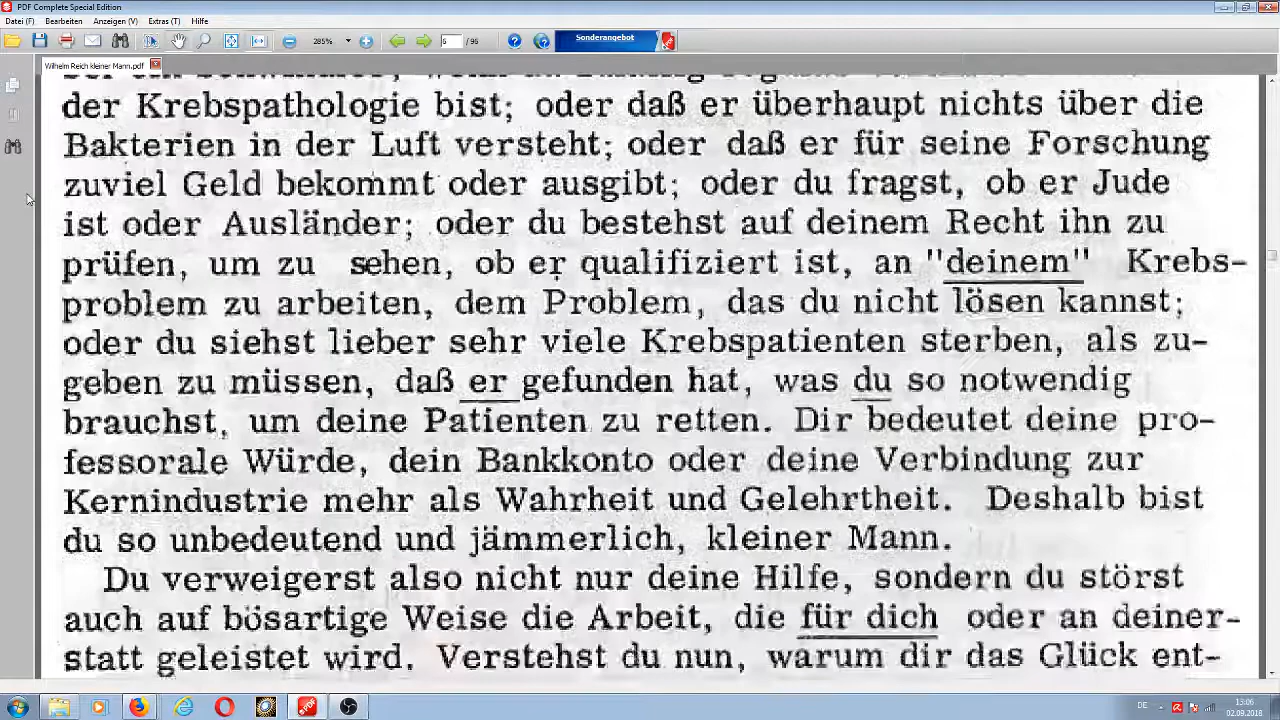 PDF Complete Special Edition
Datei (F) Bearbeiten Anzeigen (V) Extras (T) Hilfe
285% 5 / 95 Sonderangebot
Wilhelm Reich kleiner Mann.pdf
der Krebspathologie bist; oder daß er überhaupt nichts über die
Bakterien in der Luft versteht; oder daß er für seine Forschung
zuviel Geld bekommt oder ausgibt; oder du fragst, ob er Jude
ist oder Ausländer; oder du bestehst auf deinem Recht ihn zu
prüfen, um zu sehen, ob er qualifiziert ist, an "deinem" Krebs-
problem zu arbeiten, dem Problem, das du nicht lösen kannst;
oder du siehst lieber sehr viele Krebspatienten sterben, als zu-
geben zu müssen, daß er gefunden hat, was du so notwendig
brauchst, um deine Patienten zu retten. Dir bedeutet deine pro-
fessorale Würde, dein Bankkonto oder deine Verbindung zur
Kernindustrie mehr als Wahrheit und Gelehrtheit. Deshalb bist
du so unbedeutend und jämmerlich, kleiner Mann.
Du verweigerst also nicht nur deine Hilfe, sondern du störst
auch auf bösartige Weise die Arbeit, die für dich oder an deiner-
statt geleistet wird. Verstehst du nun, warum dir das Glück ent-
DE 13:06
02.09.2018